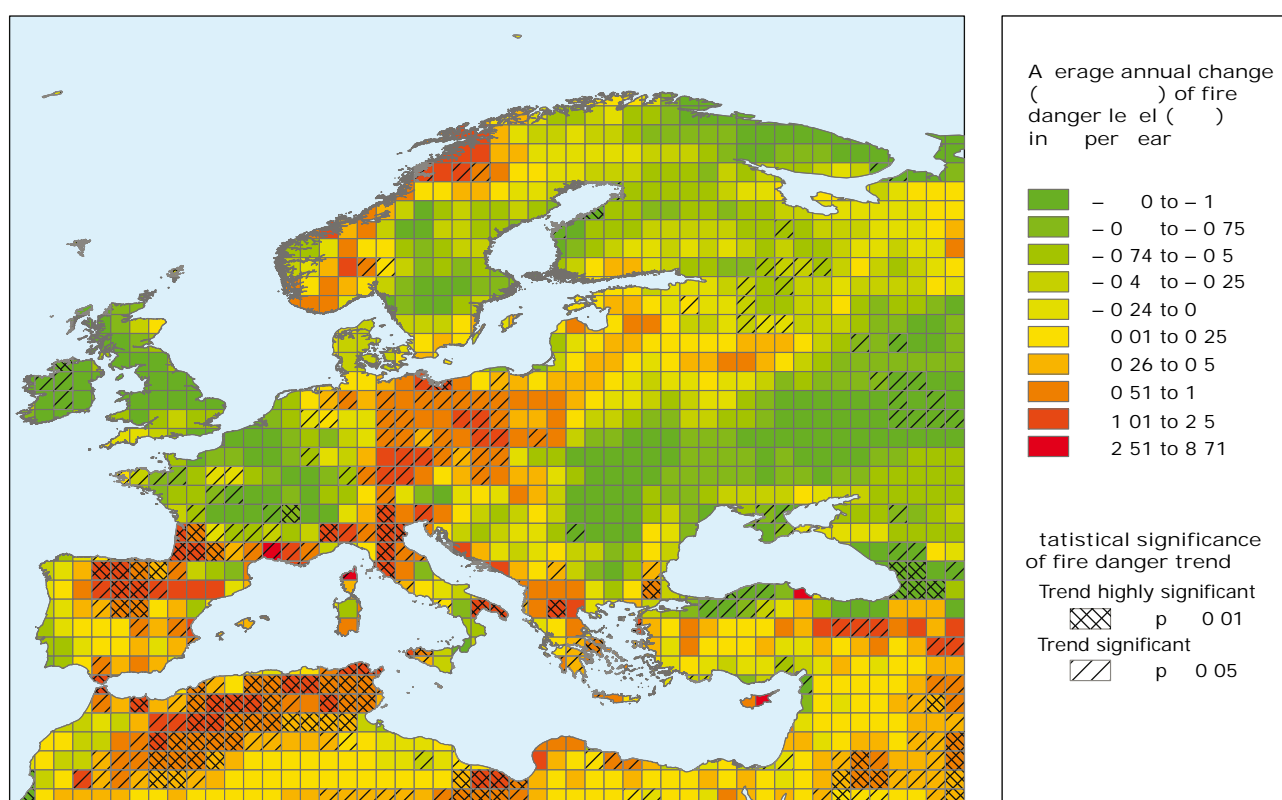 A erage annual change
( ) of fire
danger le el ( )
in per ear
– 0 to – 1
– 0 to – 0 75
– 0 74 to – 0 5
– 0 4 to – 0 25
– 0 24 to 0
0 01 to 0 25
0 26 to 0 5
0 51 to 1
1 01 to 2 5
2 51 to 8 71
tatistical significance
of fire danger trend
Trend highly significant
p 0 01
Trend significant
p 0 05